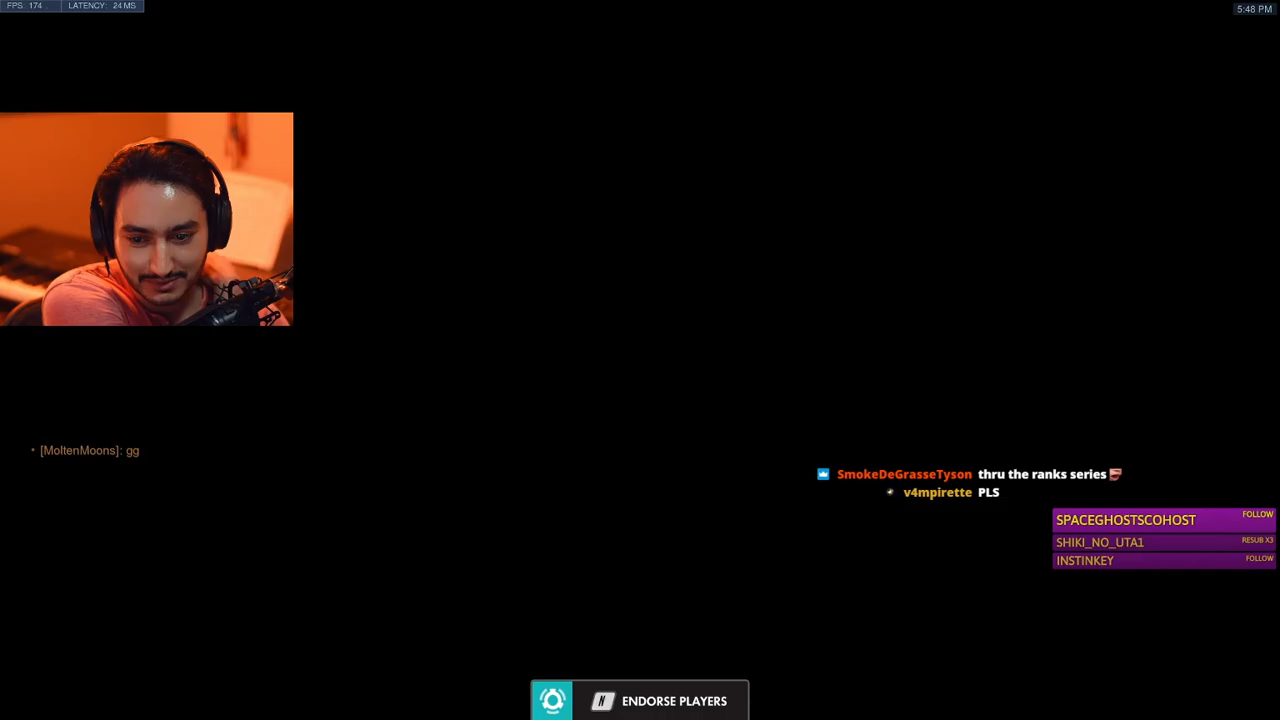 FPS: 174
LATENCY: 24 MS
5:48 PM
• [MoltenMoons]: gg
SmokeDeGrasseTyson thru the ranks series
v4mpirette PLS
SPACEGHOSTSCOHOST FOLLOW
SHIKI_NO_UTA1 RESUB X3
INSTINKEY FOLLOW
N ENDORSE PLAYERS